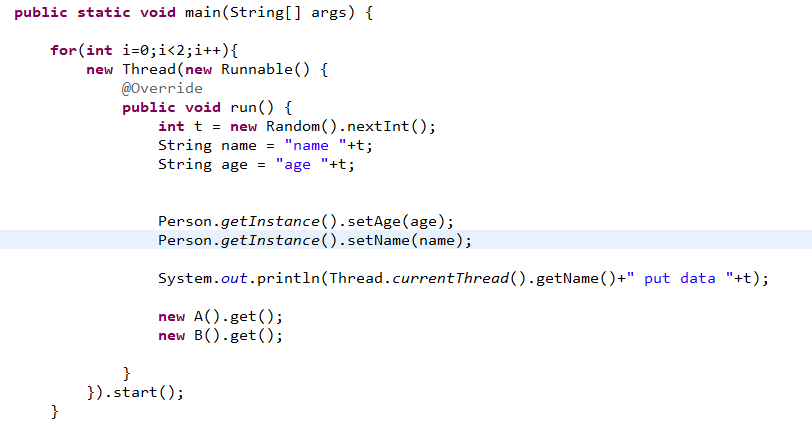 public static void main(String[] args) {
for(int i=0;i<2;i++){
new Thread(new Runnable() {
@Override
public void run() {
int t = new Random().nextInt();
String name = "name "+t;
String age = "age "+t;
Person.getInstance().setAge(age);
Person.getInstance().setName(name);
System.out.println(Thread.currentThread().getName()+" put data "+t);
new A().get();
new B().get();
}
}).start();
}